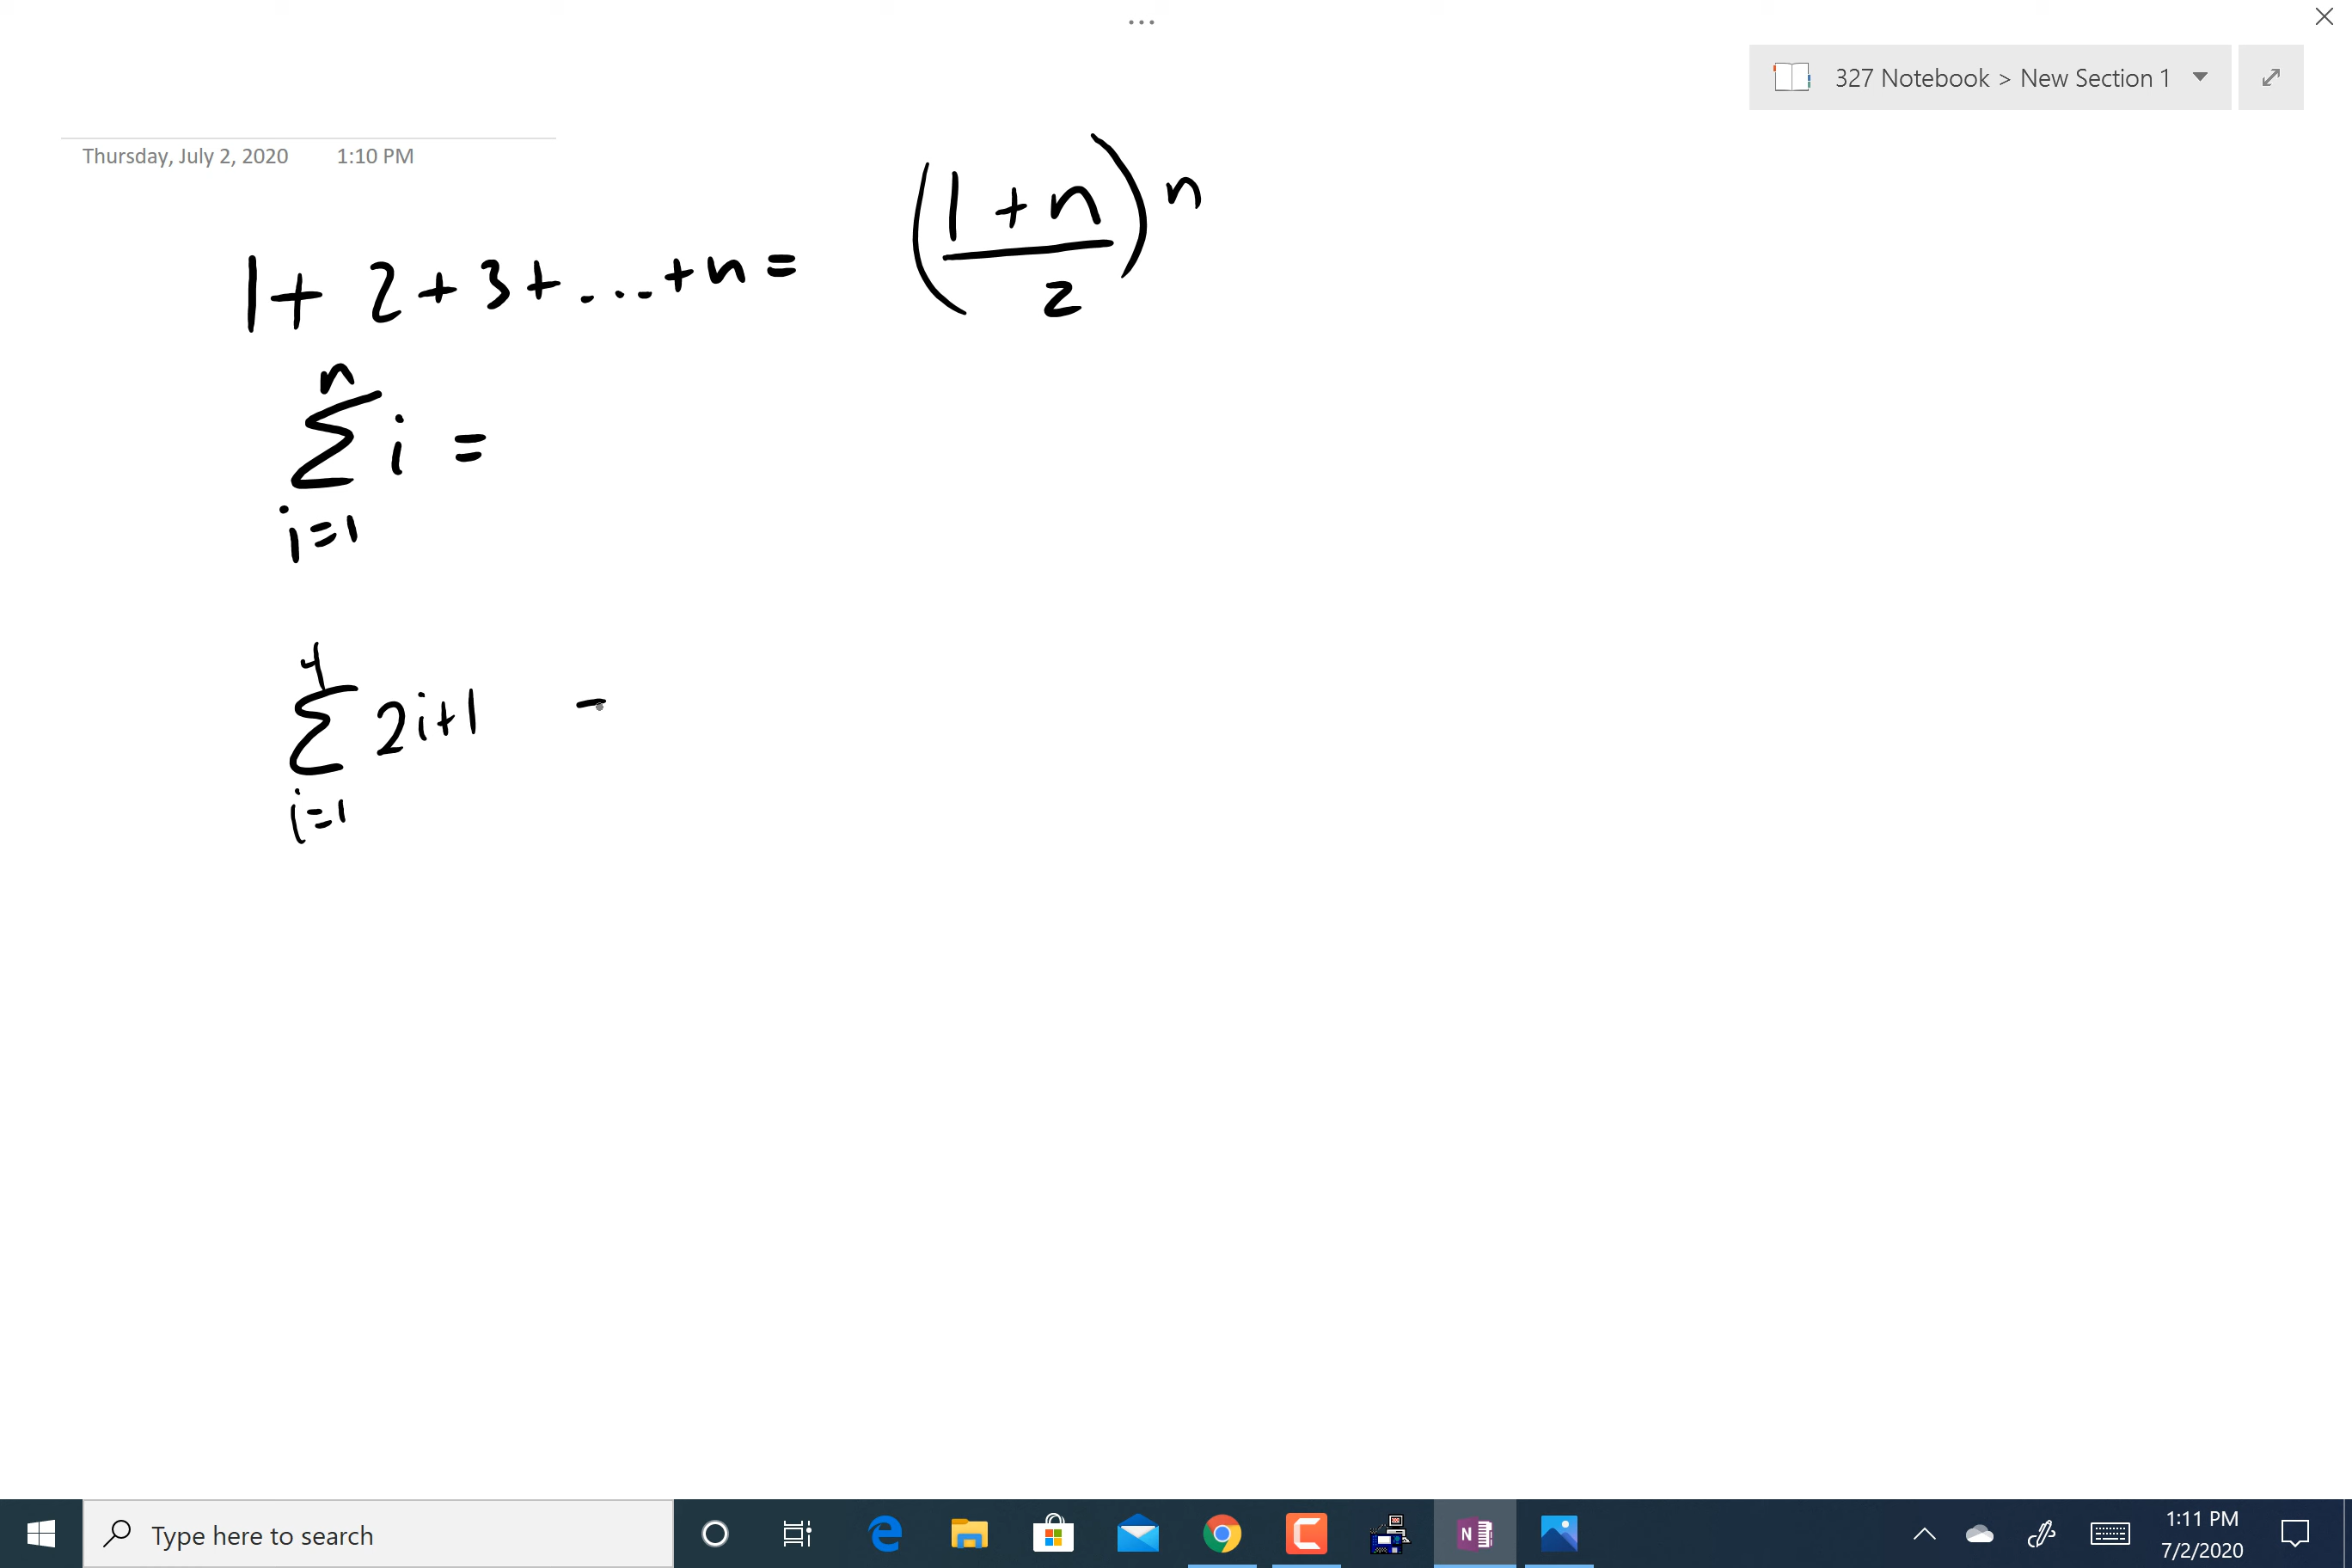 ...
327 Notebook > New Section 1
Thursday, July 2, 2020 1:10 PM
1 + 2 + 3 + ... + n = (1+n / 2) n
n
Σ i =
i=1
4
Σ 2i+1 -
i=1
Type here to search
1:11 PM
7/2/2020